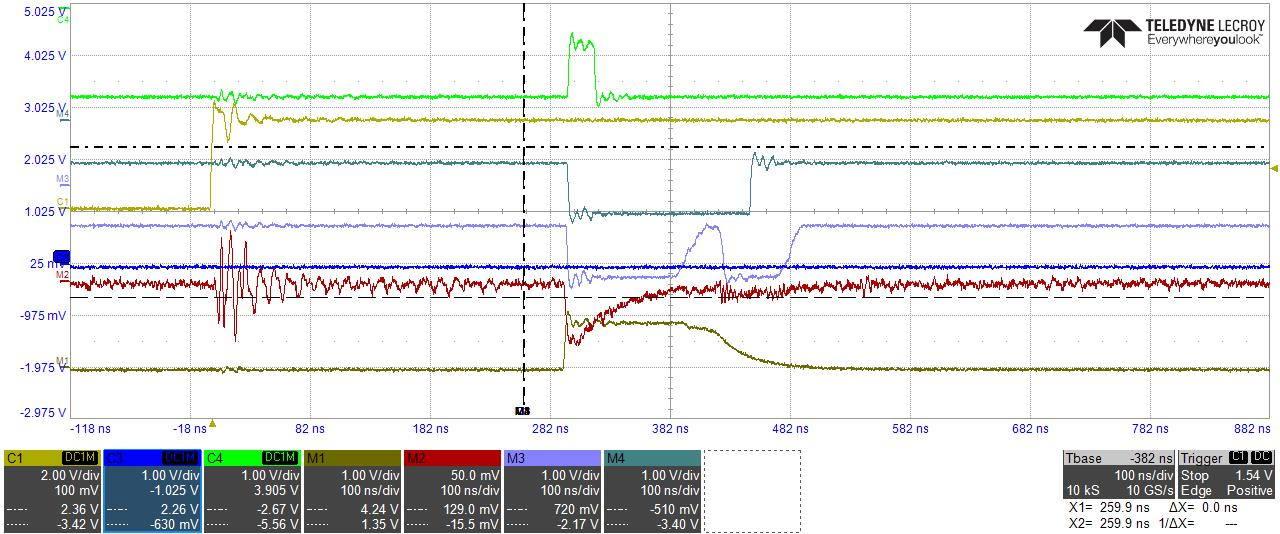 5.025 V
C4
4.025 V
3.025 V
M4
2.025 V
M3
C1
1.025 V
25 m
M2
-975 mV
M1
-1.975 V
-2.975 V
TELEDYNE LECROY
Everywhereyoulook™
-118 ns -18 ns 82 ns 182 ns 282 ns 382 ns 482 ns 582 ns 682 ns 782 ns 882 ns
C1 DC1M
2.00 V/div
100 mV
2.36 V
-3.42 V
C3 DC1M
1.00 V/div
-1.025 V
2.26 V
-630 mV
C4 DC1M
1.00 V/div
3.905 V
-2.67 V
-5.56 V
M1
1.00 V/div
100 ns/div
4.24 V
1.35 V
M2
50.0 mV/div
100 ns/div
129.0 mV
-15.5 mV
M3
1.00 V/div
100 ns/div
720 mV
-2.17 V
M4
1.00 V/div
100 ns/div
-510 mV
-3.40 V
Tbase -382 ns
100 ns/div
10 kS 10 GS/s
Trigger C1 DC
Stop 1.54 V
Edge Positive
X1= 259.9 ns ΔX= 0.0 ns
X2= 259.9 ns 1/ΔX= ---